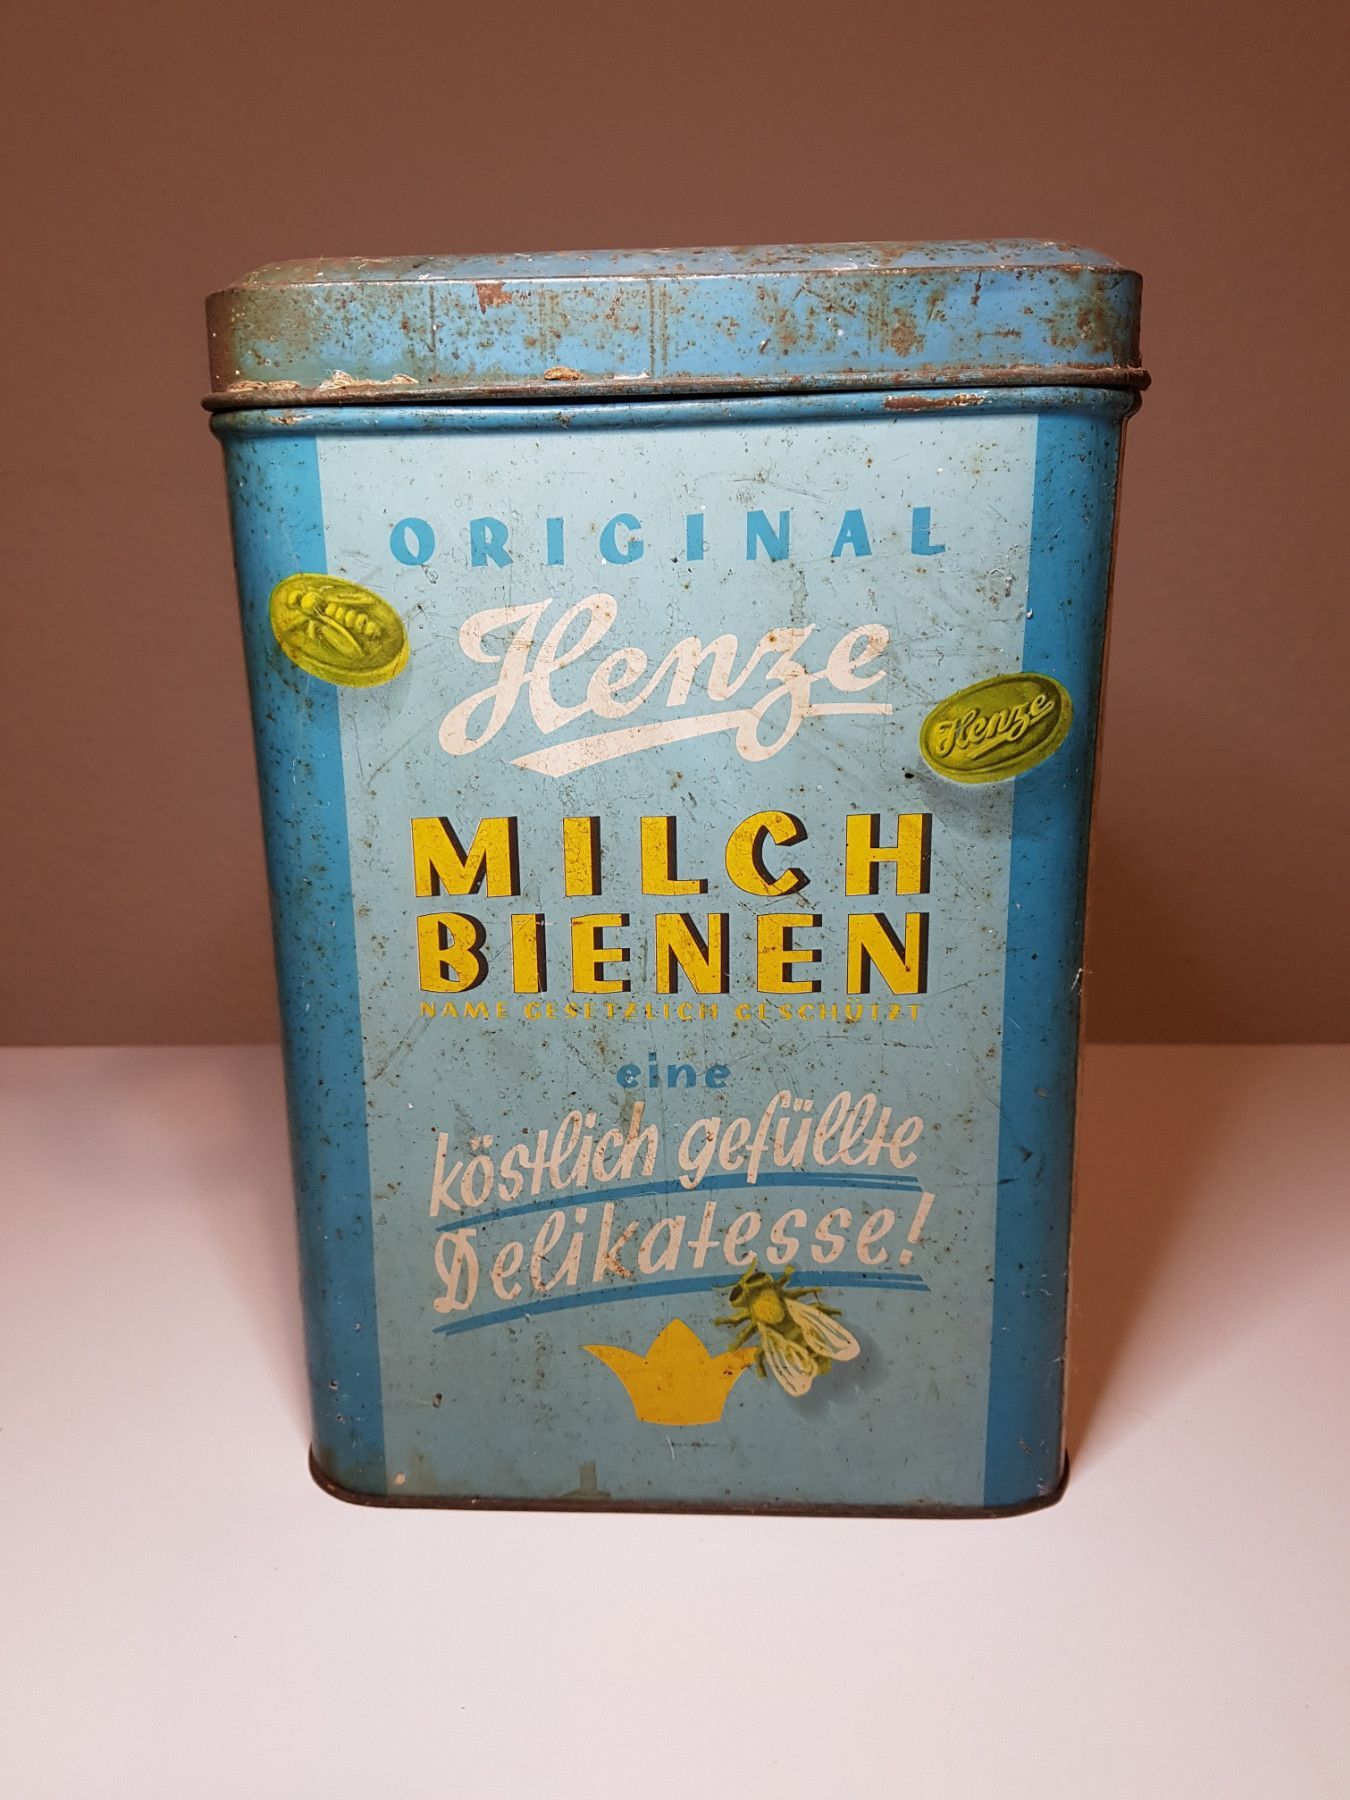 ORIGINAL
Henze
Henze
MILCH
BIENEN
NAME GESETZLICH GESCHÜTZT
eine
köstlich gefüllte
Delikatesse!